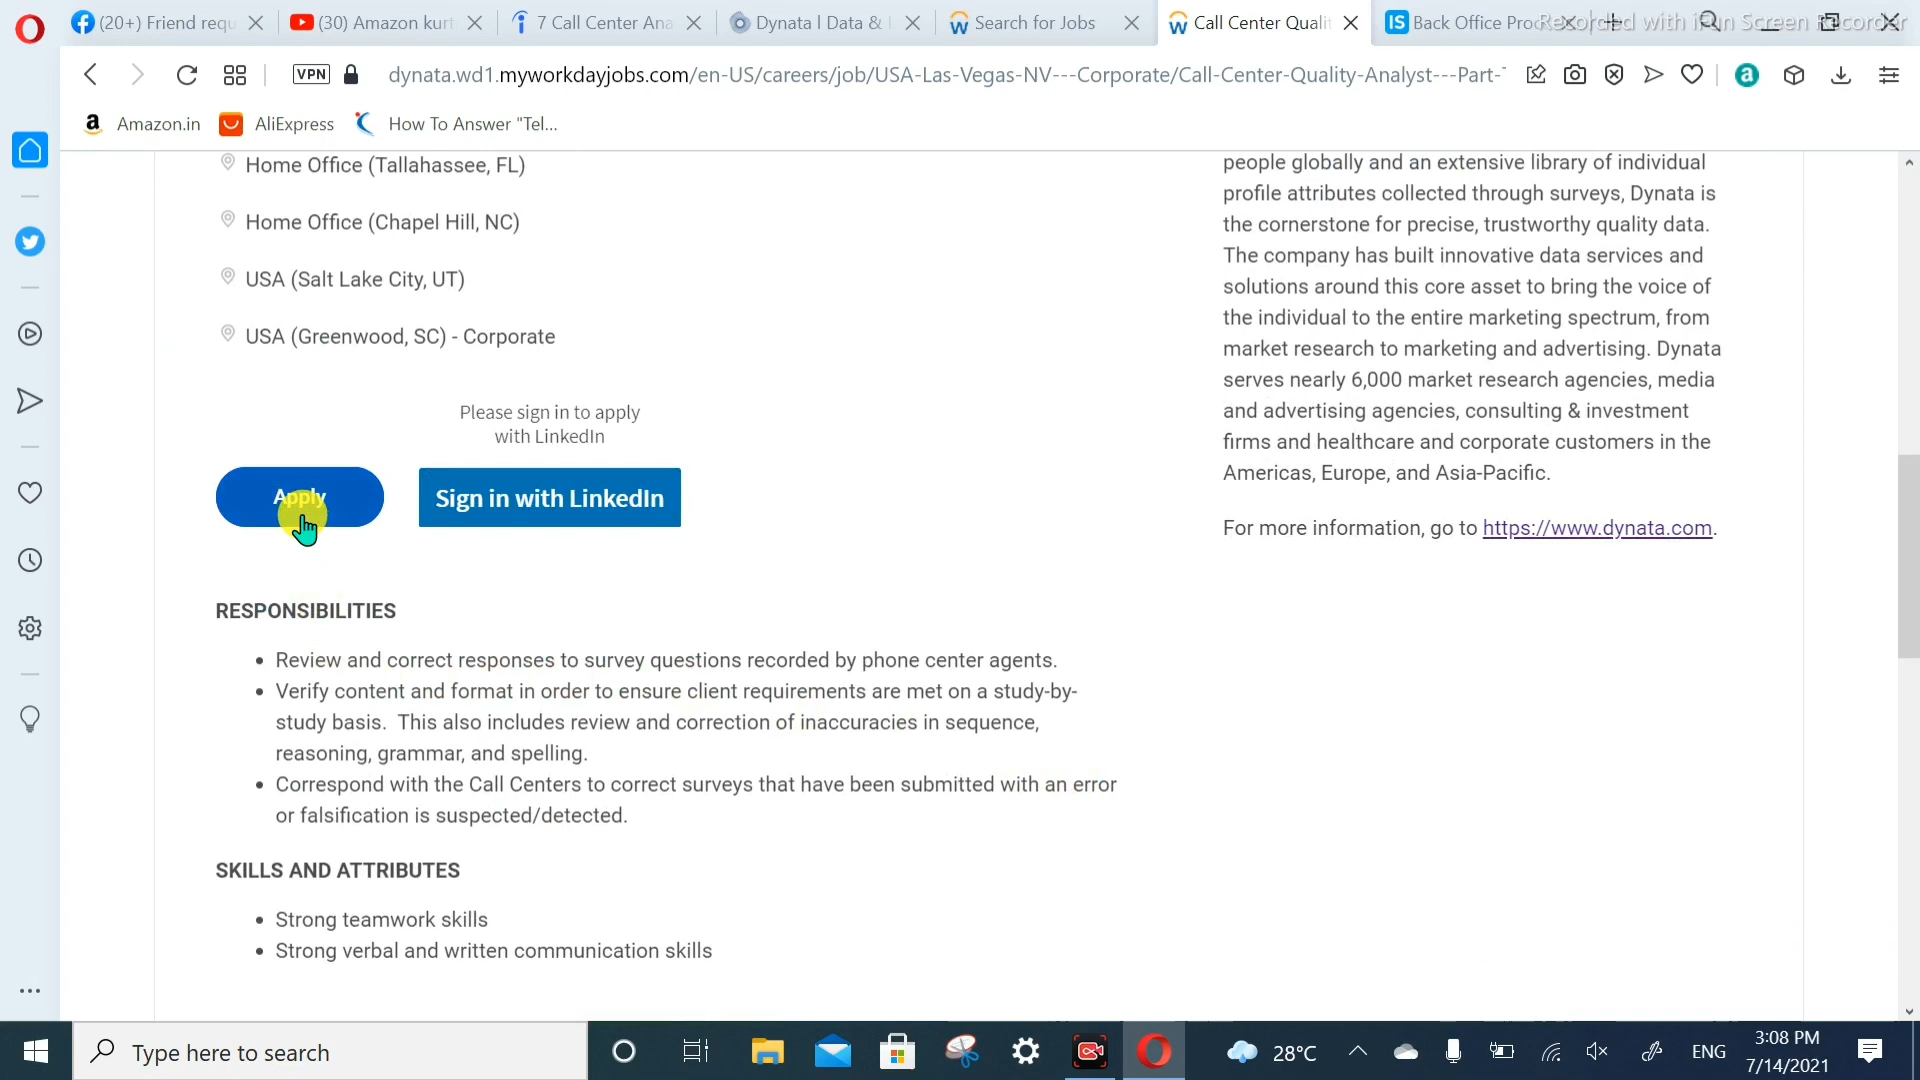 (20+) Friend requ
(30) Amazon kurt
7 Call Center Ana
Dynata l Data &
Search for Jobs
Call Center Quali
Back Office Proc
Recorded with iFun Screen Recorder
VPN
dynata.wd1.myworkdayjobs.com/en-US/careers/job/USA-Las-Vegas-NV---Corporate/Call-Center-Quality-Analyst---Part-T
Amazon.in
AliExpress
How To Answer "Tel...
Home Office (Tallahassee, FL)
Home Office (Chapel Hill, NC)
USA (Salt Lake City, UT)
USA (Greenwood, SC) - Corporate
Please sign in to apply
with LinkedIn
Apply
Sign in with LinkedIn
RESPONSIBILITIES
• Review and correct responses to survey questions recorded by phone center agents.
• Verify content and format in order to ensure client requirements are met on a study-by-
study basis. This also includes review and correction of inaccuracies in sequence,
reasoning, grammar, and spelling.
• Correspond with the Call Centers to correct surveys that have been submitted with an error
or falsification is suspected/detected.
SKILLS AND ATTRIBUTES
• Strong teamwork skills
• Strong verbal and written communication skills
people globally and an extensive library of individual
profile attributes collected through surveys, Dynata is
the cornerstone for precise, trustworthy quality data.
The company has built innovative data services and
solutions around this core asset to bring the voice of
the individual to the entire marketing spectrum, from
market research to marketing and advertising. Dynata
serves nearly 6,000 market research agencies, media
and advertising agencies, consulting & investment
firms and healthcare and corporate customers in the
Americas, Europe, and Asia-Pacific.
For more information, go to https://www.dynata.com.
Type here to search
28°C
ENG
3:08 PM
7/14/2021